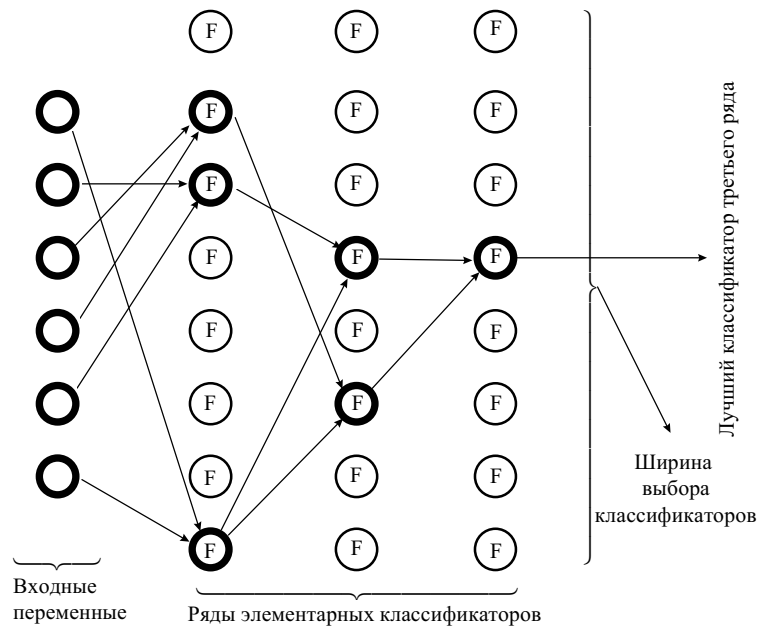 F F F
F F F
F F F
F F F
F F F
F F F
F F F
F F F
Лучший классификатор третьего ряда
Ширина
выбора
классификаторов
Входные
переменные
Ряды элементарных классификаторов